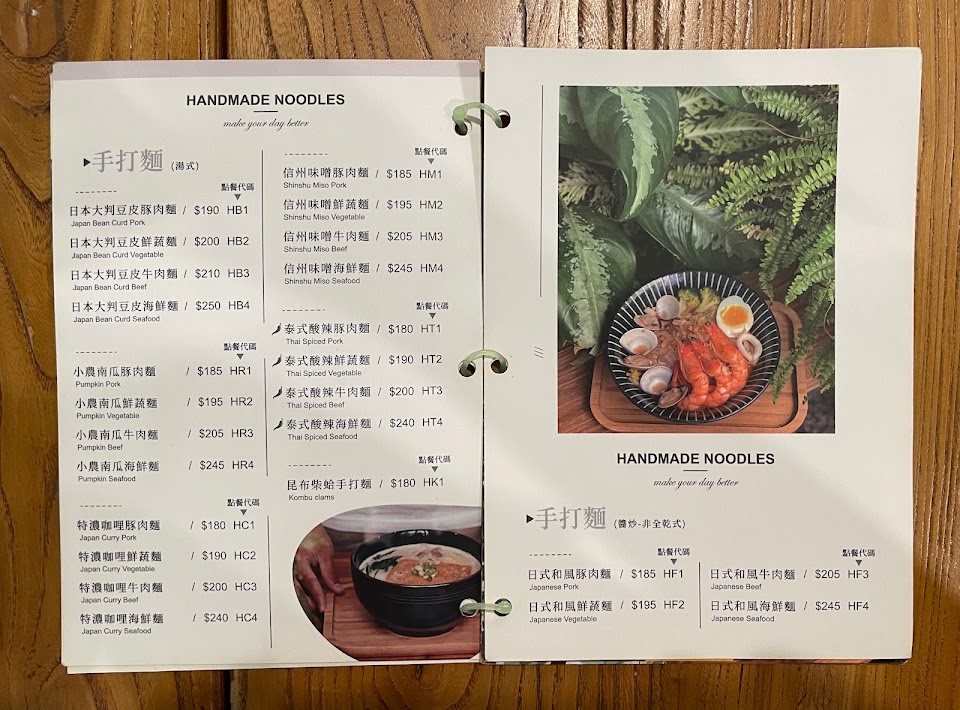 HANDMADE NOODLES
make your day better
▶手打麵 (湯式)
點餐代碼
日本大判豆皮豚肉麵 / $190 HB1
Japan Bean Curd Pork
日本大判豆皮鮮蔬麵 / $200 HB2
Japan Bean Curd Vegetable
日本大判豆皮牛肉麵 / $210 HB3
Japan Bean Curd Beef
日本大判豆皮海鮮麵 / $250 HB4
Japan Bean Curd Seafood
點餐代碼
小農南瓜豚肉麵 / $185 HR1
Pumpkin Pork
小農南瓜鮮蔬麵 / $195 HR2
Pumpkin Vegetable
小農南瓜牛肉麵 / $205 HR3
Pumpkin Beef
小農南瓜海鮮麵 / $245 HR4
Pumpkin Seafood
點餐代碼
特濃咖哩豚肉麵 / $180 HC1
Japan Curry Pork
特濃咖哩鮮蔬麵 / $190 HC2
Japan Curry Vegetable
特濃咖哩牛肉麵 / $200 HC3
Japan Curry Beef
特濃咖哩海鮮麵 / $240 HC4
Japan Curry Seafood
點餐代碼
信州味噌豚肉麵 / $185 HM1
Shinshu Miso Pork
信州味噌鮮蔬麵 / $195 HM2
Shinshu Miso Vegetable
信州味噌牛肉麵 / $205 HM3
Shinshu Miso Beef
信州味噌海鮮麵 / $245 HM4
Shinshu Miso Seafood
點餐代碼
泰式酸辣豚肉麵 / $180 HT1
Thai Spiced Pork
泰式酸辣鮮蔬麵 / $190 HT2
Thai Spiced Vegetable
泰式酸辣牛肉麵 / $200 HT3
Thai Spiced Beef
泰式酸辣海鮮麵 / $240 HT4
Thai Spiced Seafood
點餐代碼
昆布柴蛤手打麵 / $180 HK1
Kombu clams
HANDMADE NOODLES
make your day better
▶手打麵 (醬炒-非全乾式)
點餐代碼
日式和風豚肉麵 / $185 HF1
Japanese Pork
日式和風鮮蔬麵 / $195 HF2
Japanese Vegetable
點餐代碼
日式和風牛肉麵 / $205 HF3
Japanese Beef
日式和風海鮮麵 / $245 HF4
Japanese Seafood